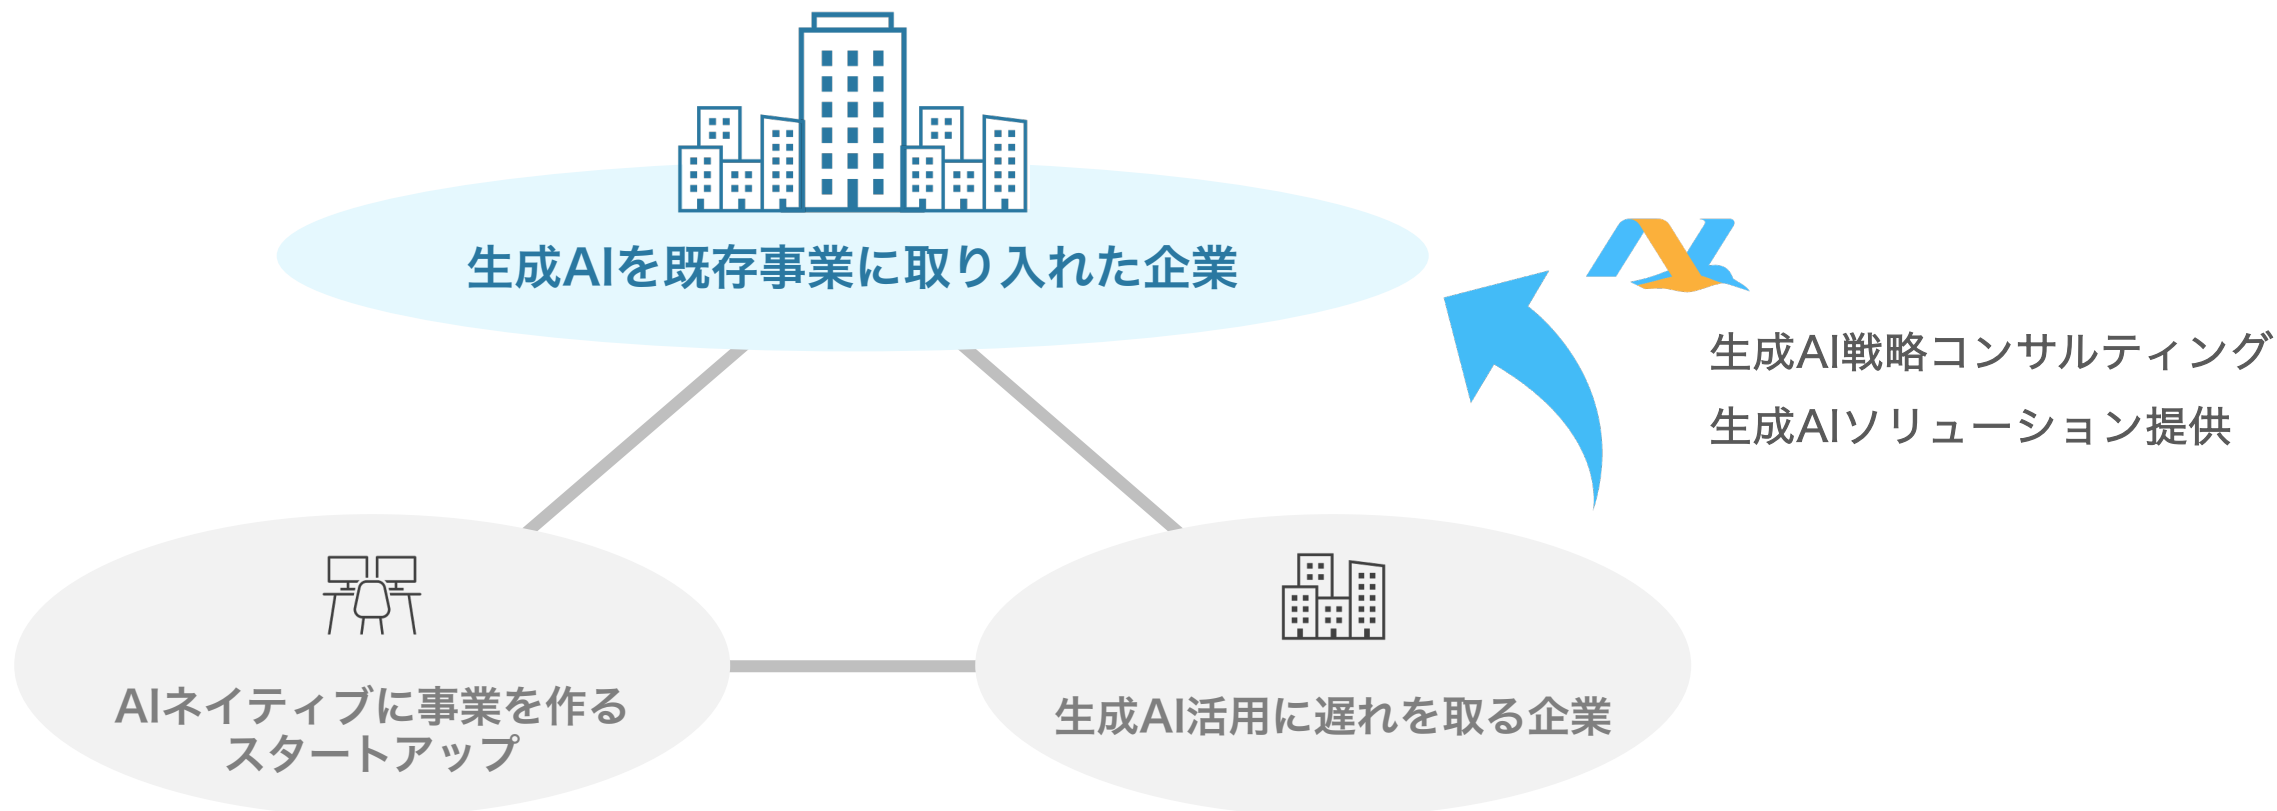 生成AIを既存事業に取り入れた企業
生成AI戦略コンサルティング
生成AIソリューション提供
AIネイティブに事業を作る
スタートアップ
生成AI活用に遅れを取る企業